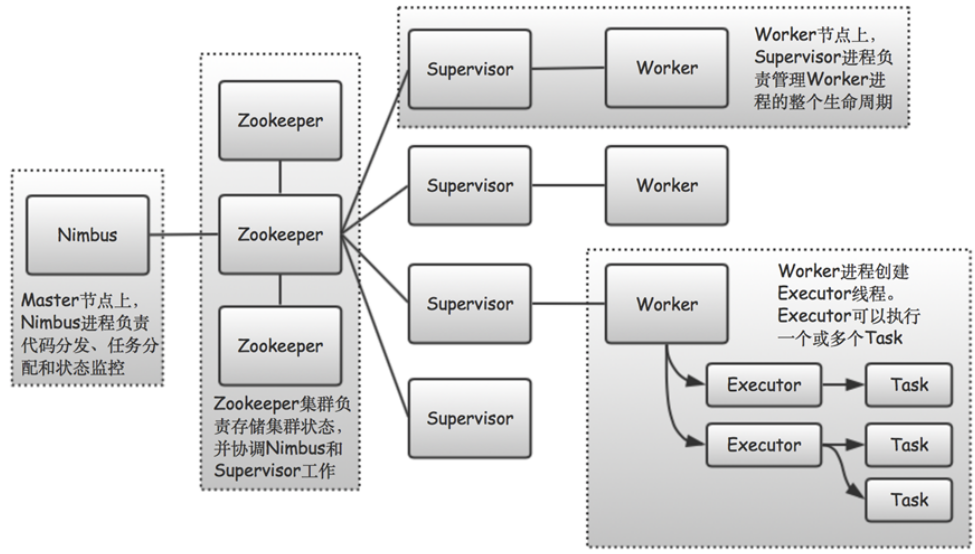 Nimbus
Master节点上，
Nimbus进程负责
代码分发、任务分
配和状态监控
Zookeeper
Zookeeper
Zookeeper
Zookeeper集群负
责存储集群状态，
并协调Nimbus和
Supervisor工作
Supervisor
Worker
Worker节点上，
Supervisor进程负
责管理Worker进
程的整个生命周期
Supervisor
Worker
Supervisor
Worker
Worker进程创建
Executor线程。
Executor可以执行
一个或多个Task
Supervisor
Executor
Task
Executor
Task
Task